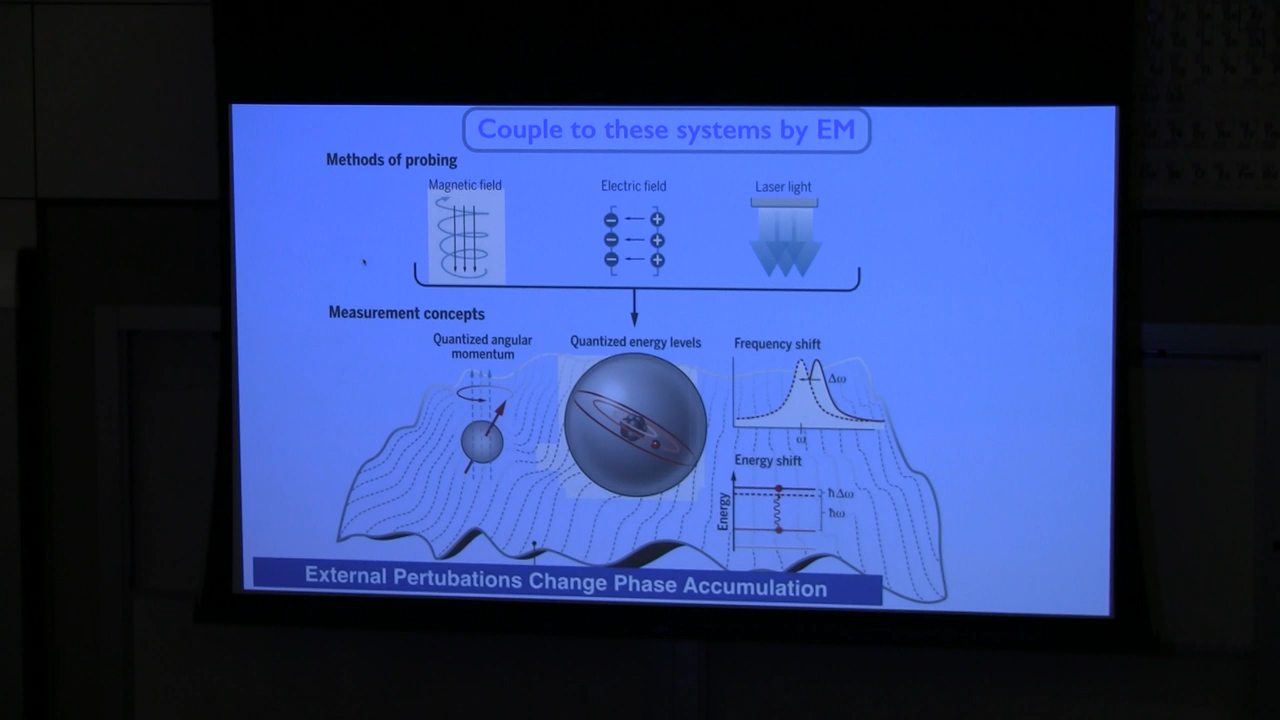 Couple to these systems by EM
Methods of probing
Magnetic field
Electric field
Laser light
Measurement concepts
Quantized angular
momentum
Quantized energy levels
Frequency shift
Δω
ω
Energy shift
Energy
ħΔω
ħω
External Pertubations Change Phase Accumulation